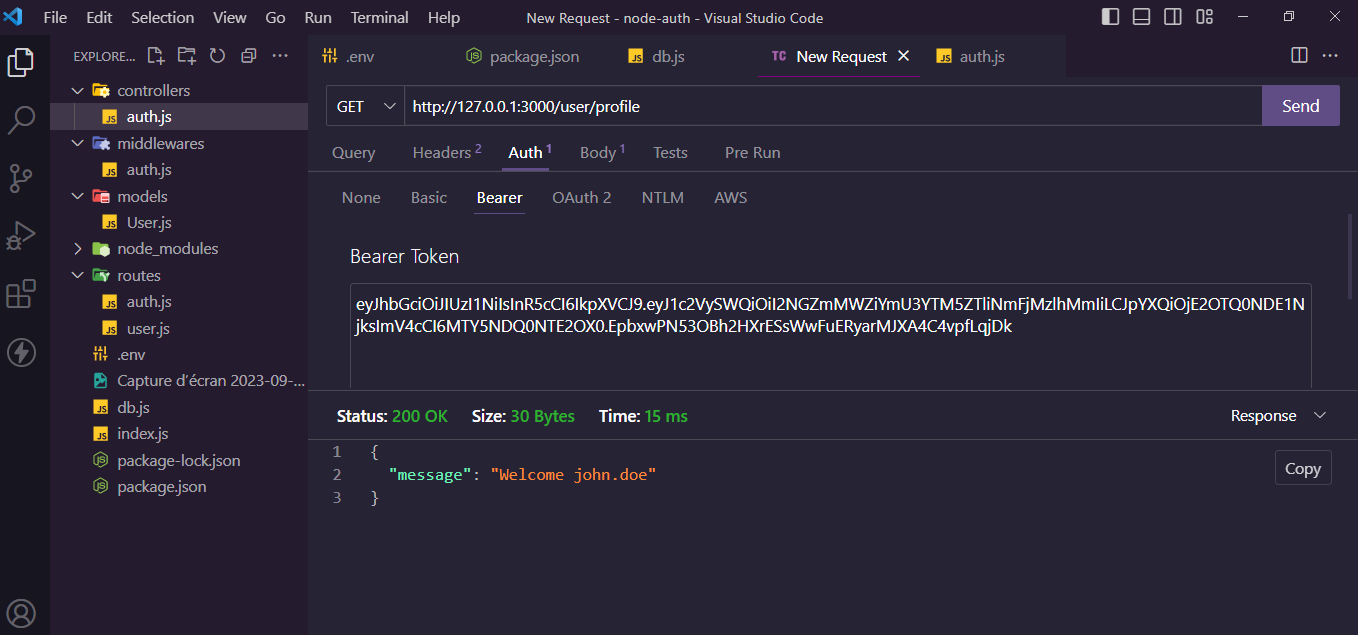 File Edit Selection View Go Run Terminal Help New Request - node-auth - Visual Studio Code
EXPLORE...
.env package.json db.js TC New Request auth.js
controllers
auth.js
middlewares
auth.js
models
User.js
node_modules
routes
auth.js
user.js
.env
Capture d'écran 2023-09-...
db.js
index.js
package-lock.json
package.json
GET http://127.0.0.1:3000/user/profile Send
Query Headers 2 Auth 1 Body 1 Tests Pre Run
None Basic Bearer OAuth 2 NTLM AWS
Bearer Token
eyJhbGciOiJIUzI1NiIsInR5cCI6IkpXVCJ9.eyJ1c2VySWQiOiI2NGZmMWZiYmU3YTM5ZTliNmFjMzlhMmIiLCJpYXQiOjE2OTQ0NDE1N
jksImV4cCI6MTY5NDQ0NTE2OX0.EpbxwPN53OBh2HXrESsWwFuERyarMJXA4C4vpfLqjDk
Status: 200 OK Size: 30 Bytes Time: 15 ms Response
1 {
2 "message": "Welcome john.doe"
3 }
Copy